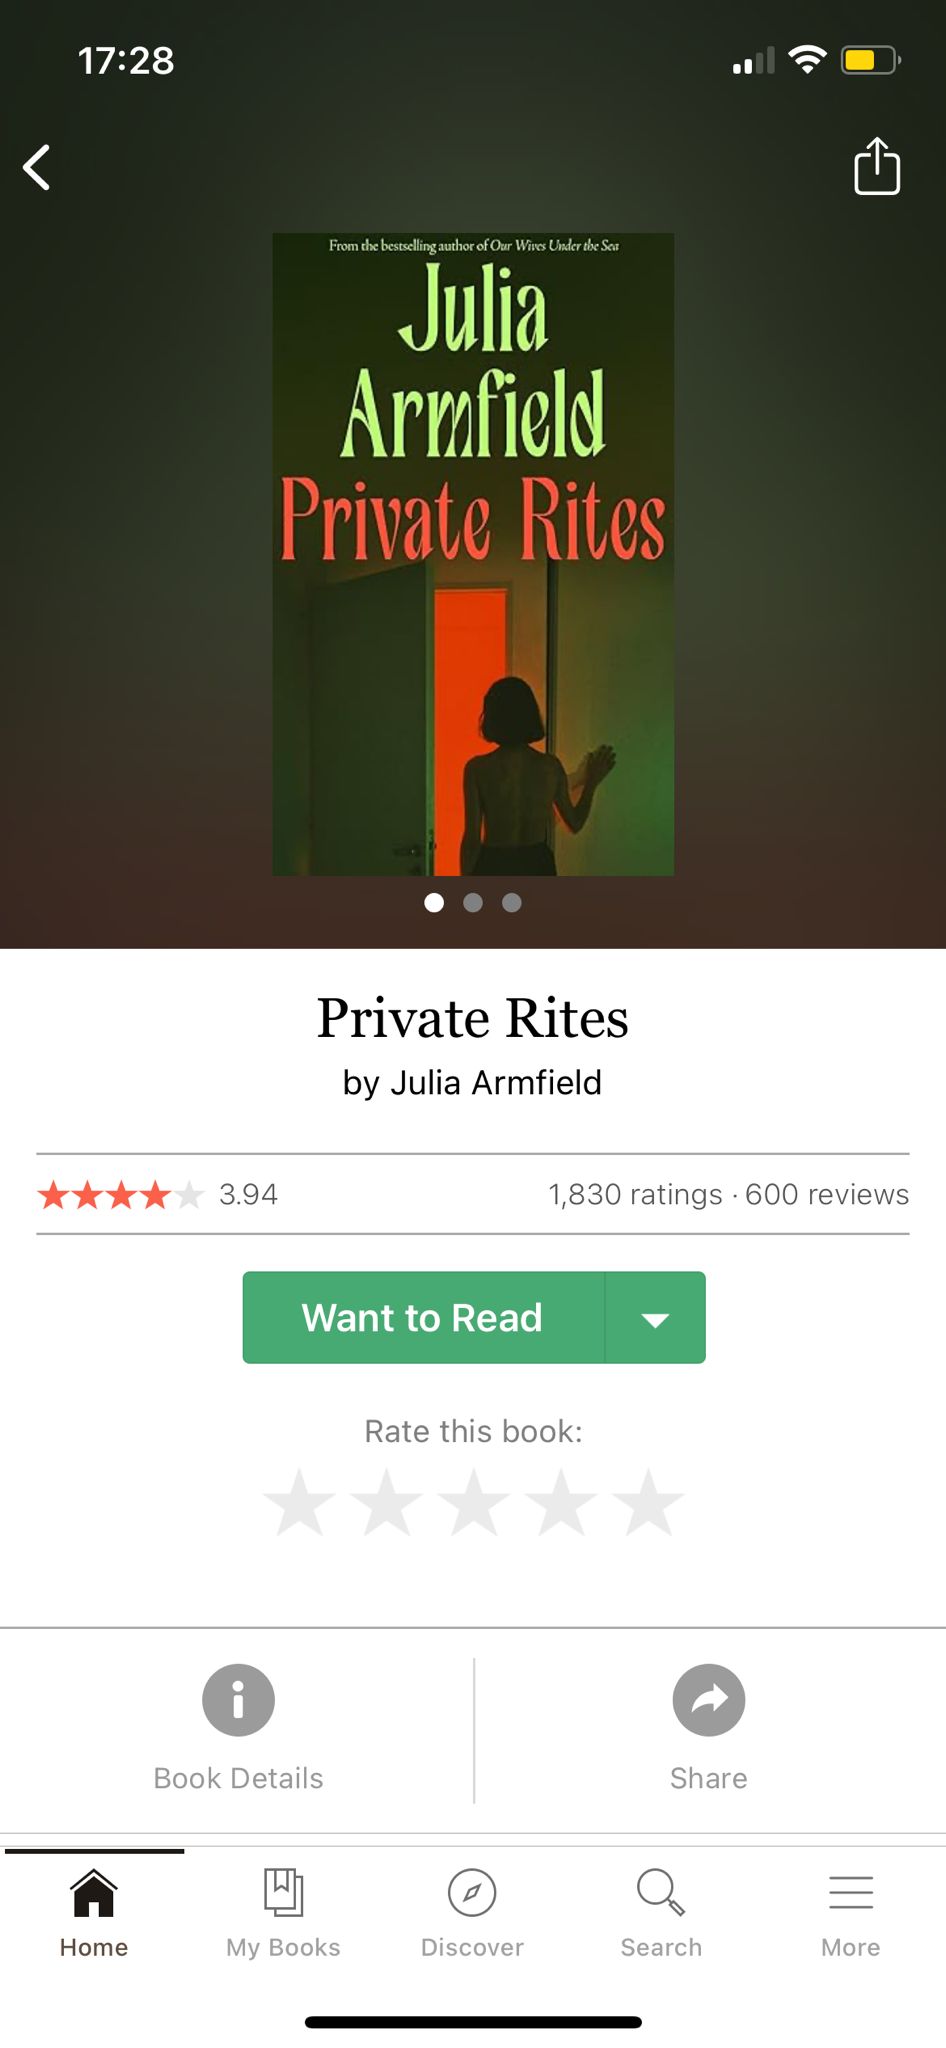 17:28
From the bestselling author of Our Wives Under the Sea
Julia
Armfield
Private Rites
Private Rites
by Julia Armfield
3.94
1,830 ratings · 600 reviews
Want to Read
Rate this book:
Book Details
Share
Home
My Books
Discover
Search
More